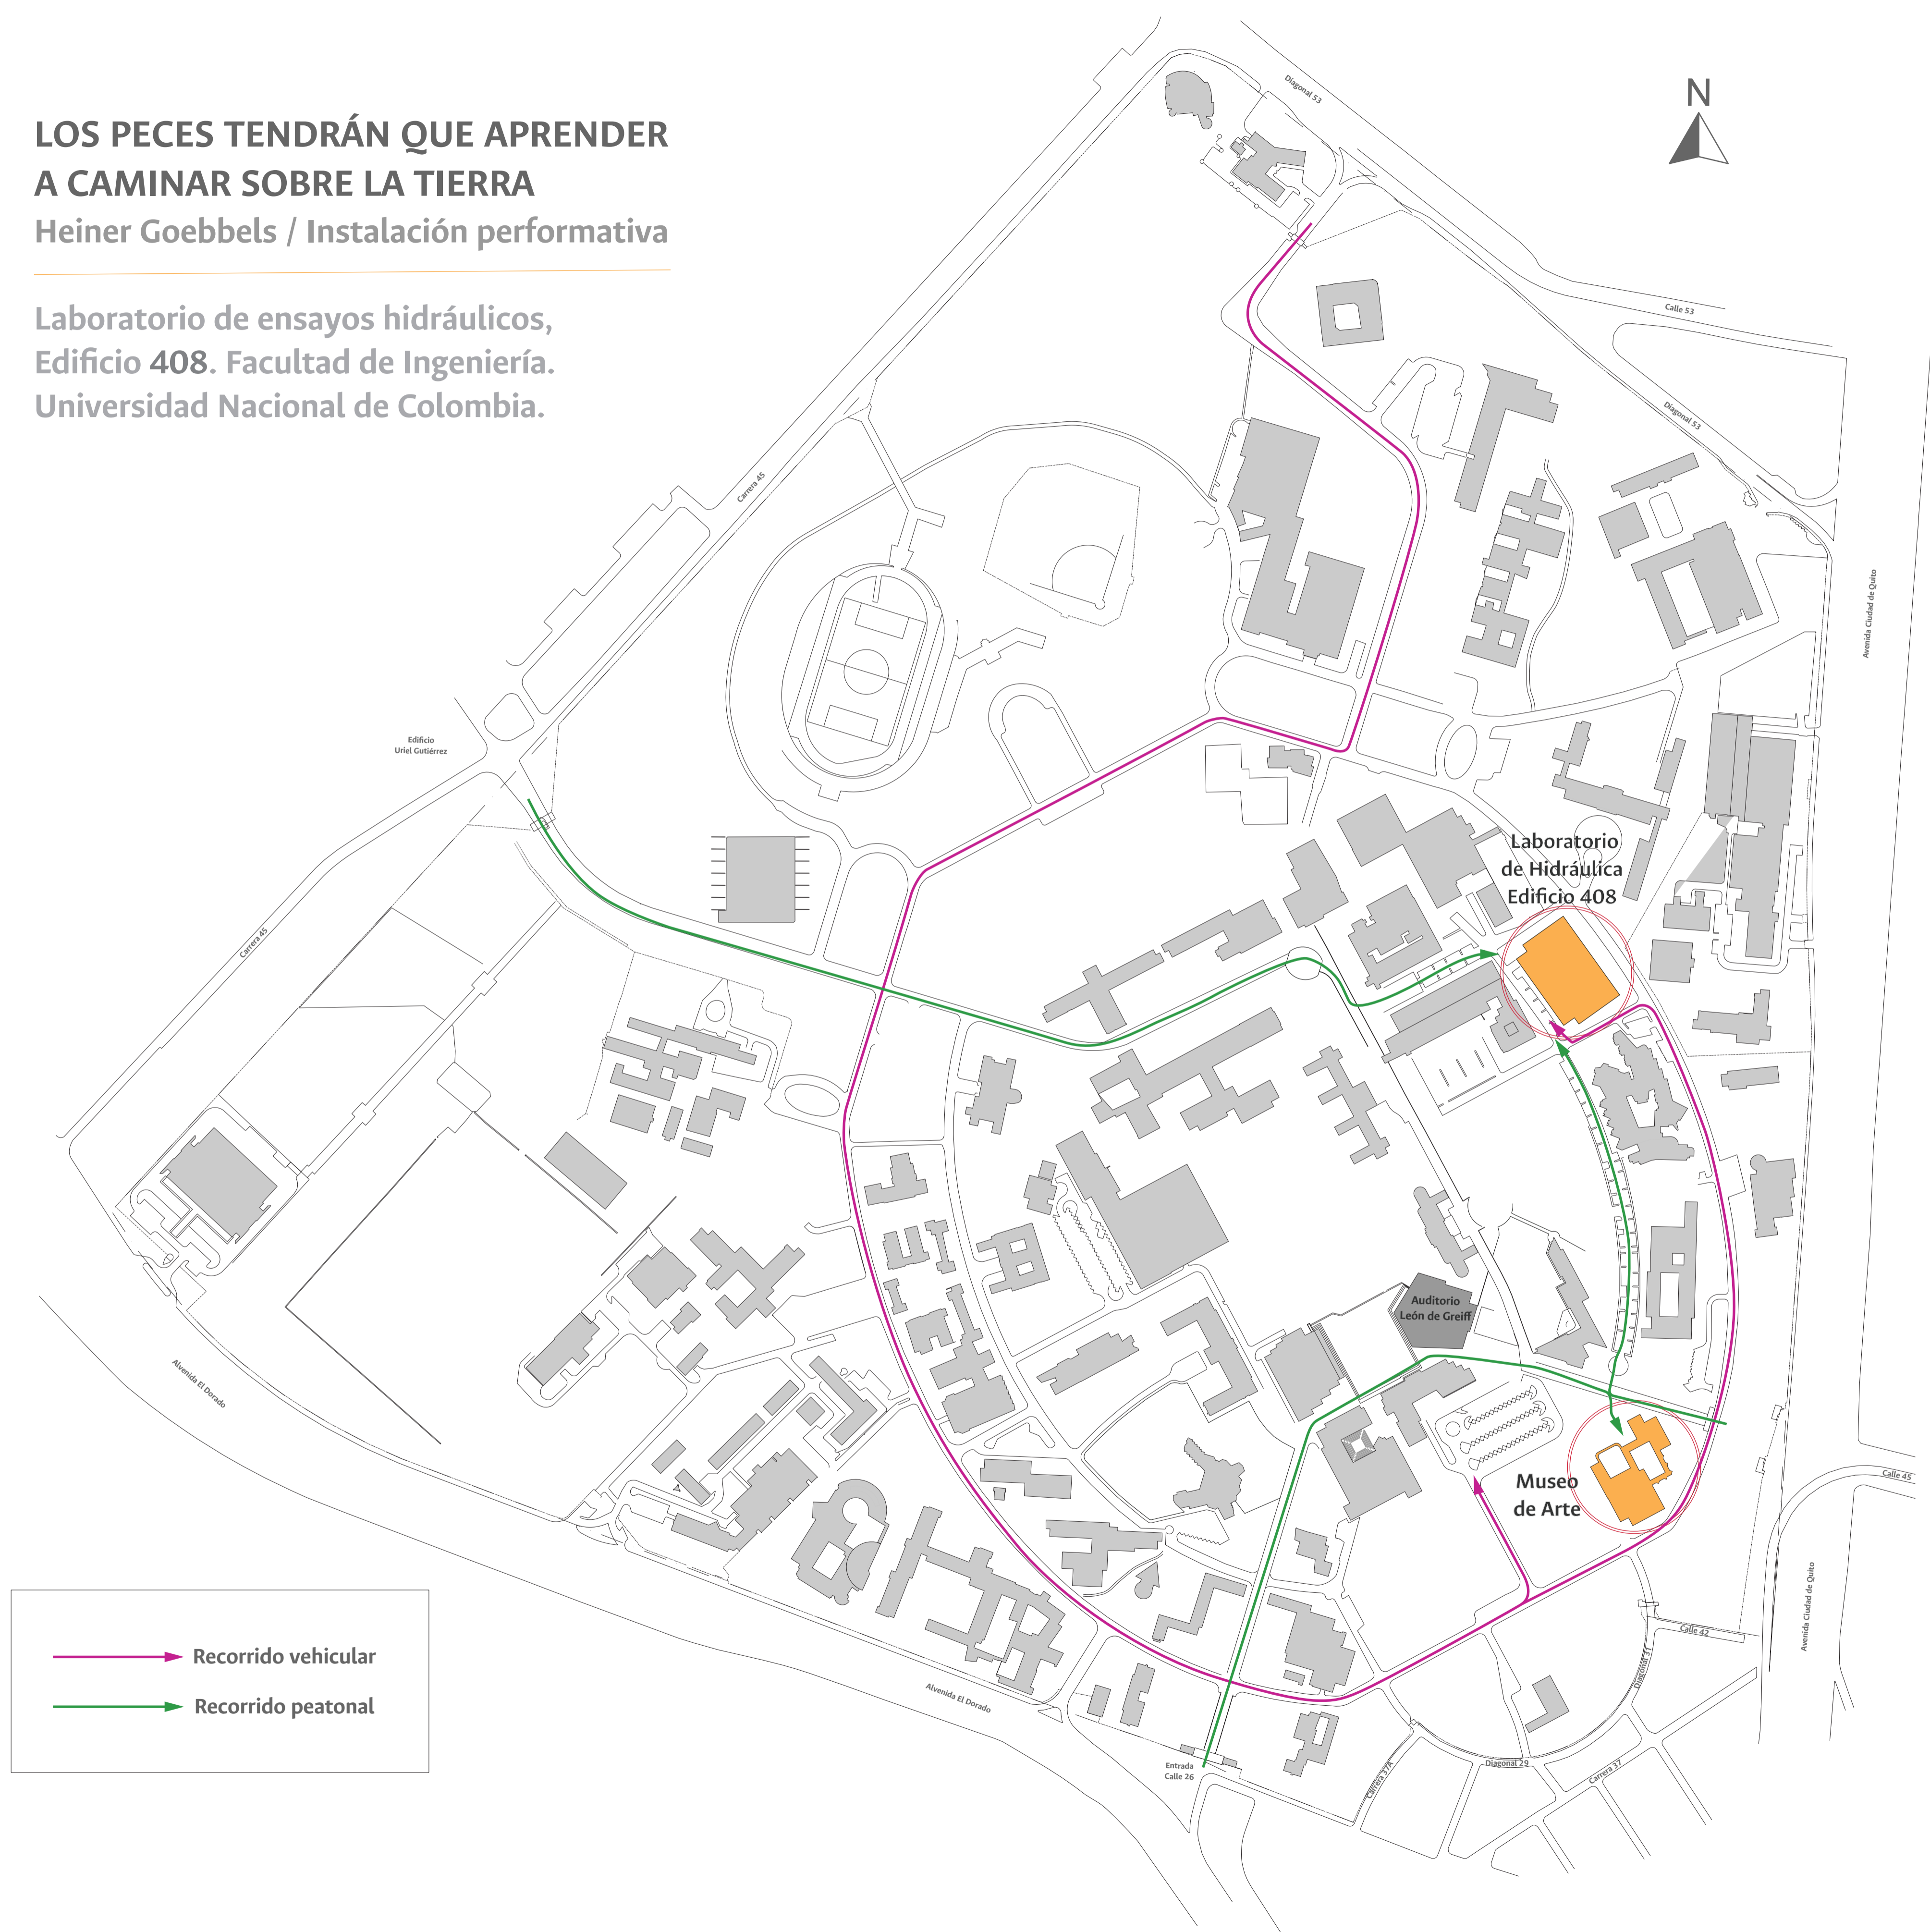 LOS PECES TENDRÁN QUE APRENDER
A CAMINAR SOBRE LA TIERRA
Heiner Goebbels / Instalación performativa
Laboratorio de ensayos hidráulicos,
Edificio 408. Facultad de Ingeniería.
Universidad Nacional de Colombia.
N
Diagonal 53
Calle 53
Diagonal 53
Carrera 45
Avenida Ciudad de Quito
Edificio
Uriel Gutiérrez
Laboratorio
de Hidráulica
Edificio 408
Carrera 45
Auditorio
León de Greiff
Alvenida El Dorado
Museo
de Arte
Calle 45
Avenida Ciudad de Quito
Calle 42
Diagonal 31
Recorrido vehicular
Recorrido peatonal
Alvenida El Dorado
Entrada
Calle 26
Carrera 37A
Diagonal 29
Carrera 37